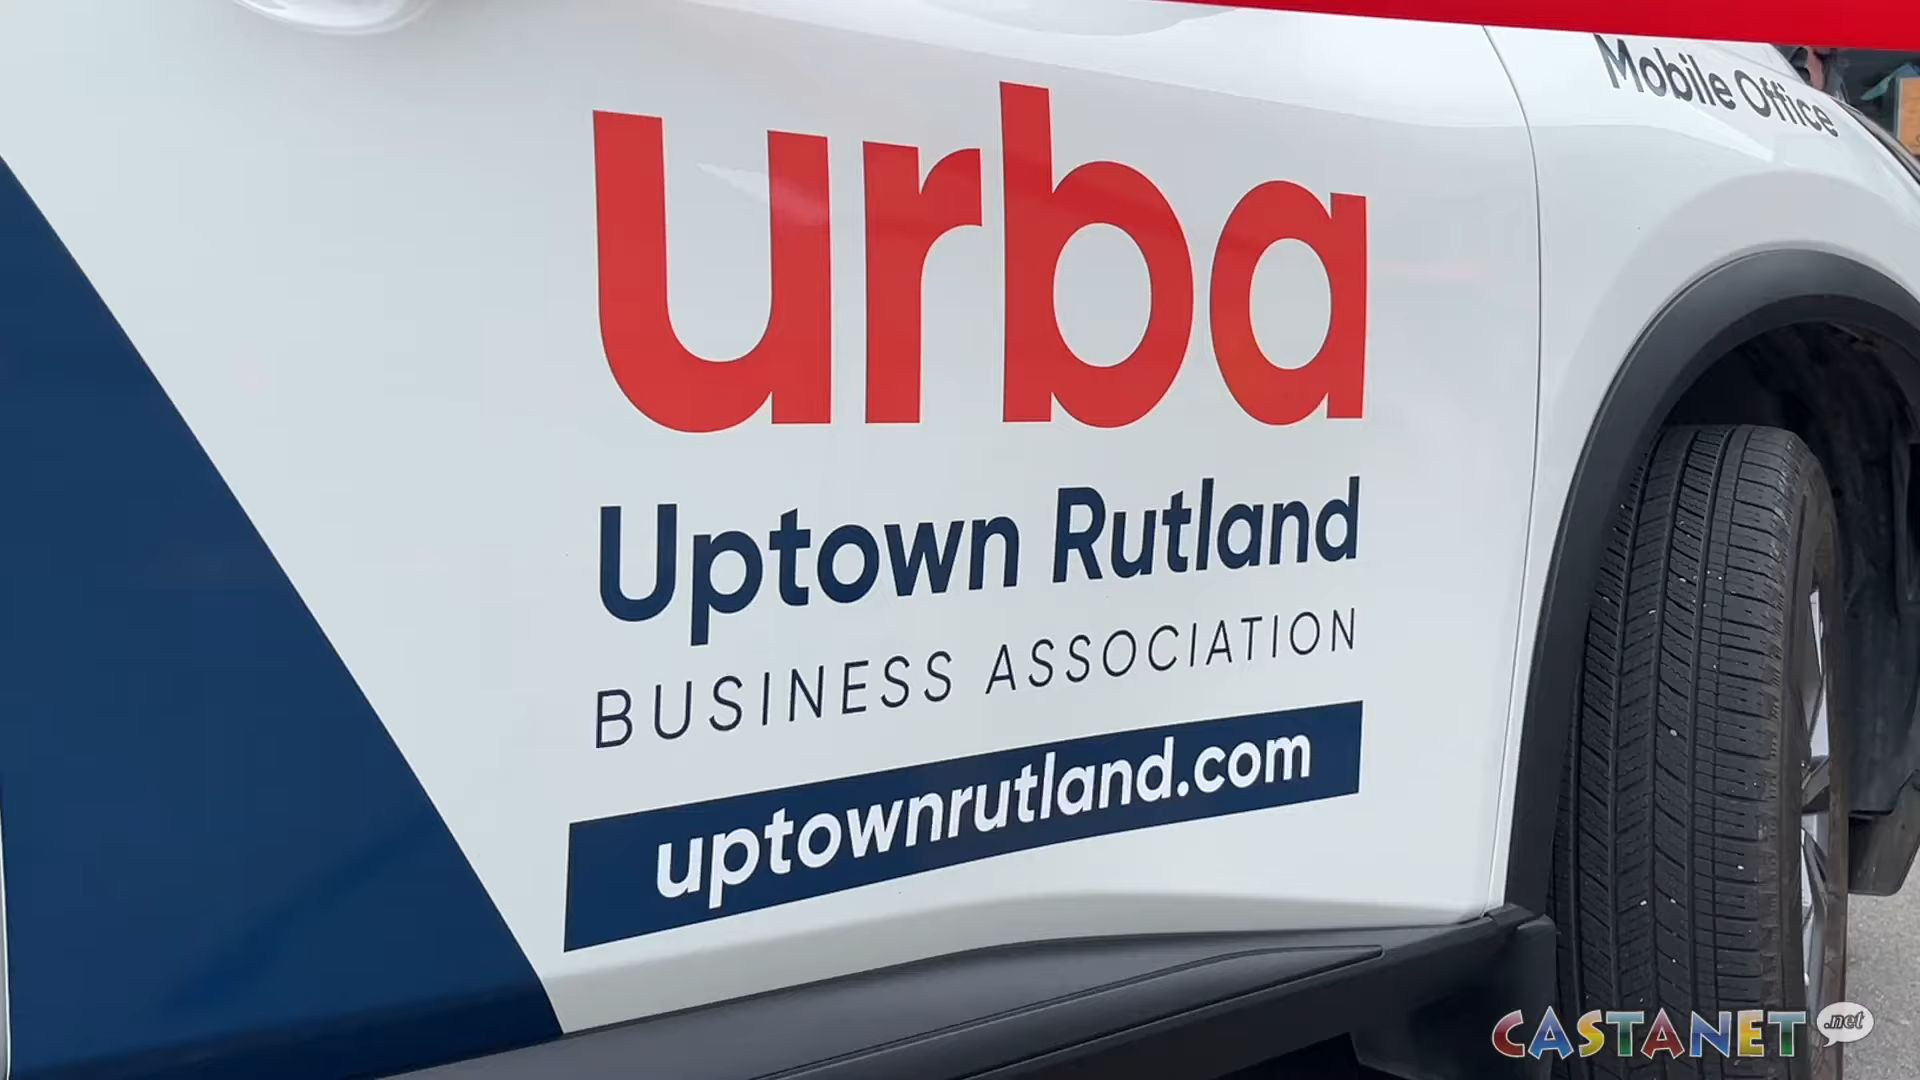 Mobile Office
urba
Uptown Rutland
BUSINESS ASSOCIATION
uptownrutland.com
CASTANET .net